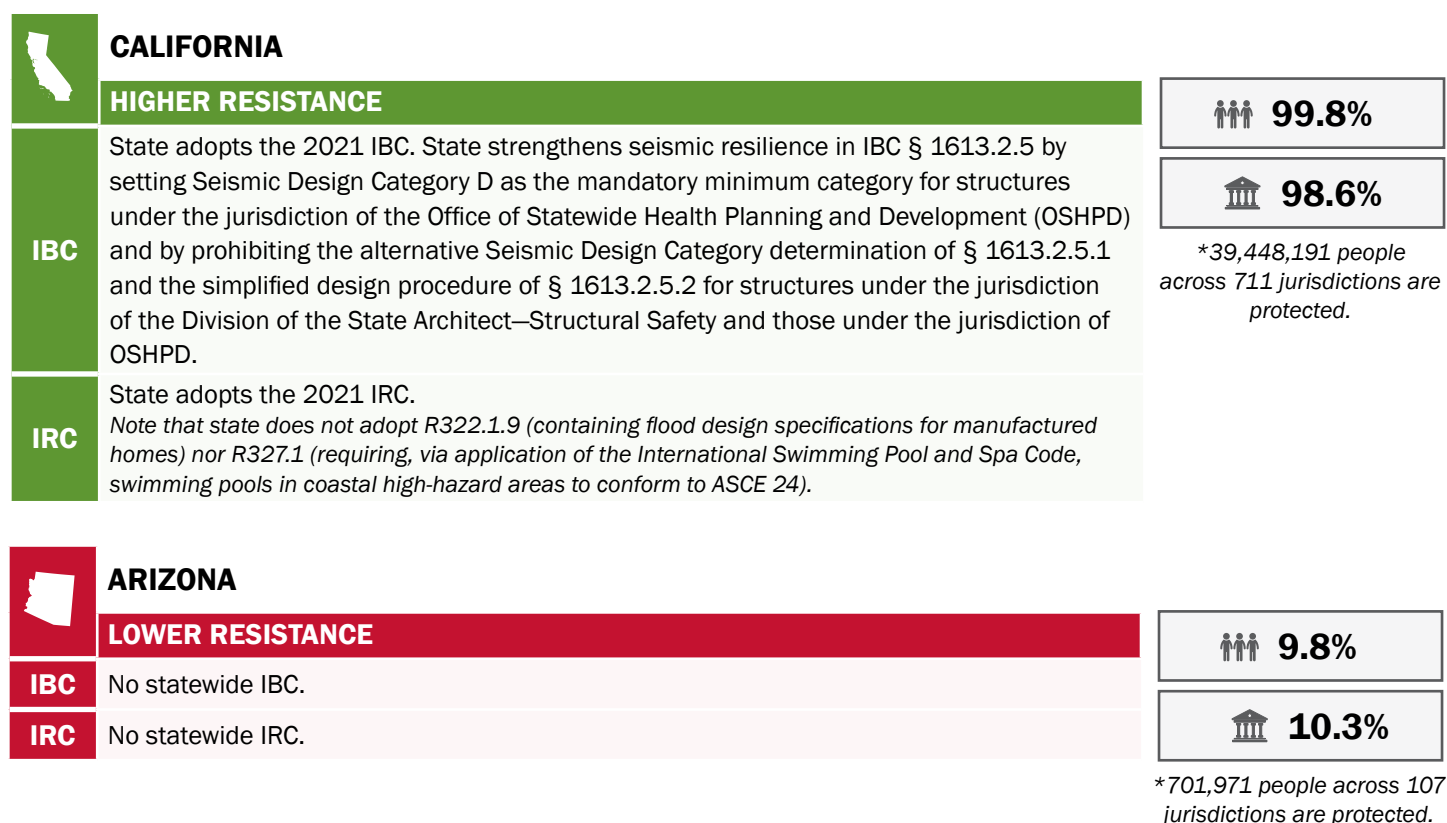 CALIFORNIA
HIGHER RESISTANCE
99.8%
98.6%
*39,448,191 people
across 711 jurisdictions are
protected.
IBC
State adopts the 2021 IBC. State strengthens seismic resilience in IBC § 1613.2.5 by
setting Seismic Design Category D as the mandatory minimum category for structures
under the jurisdiction of the Office of Statewide Health Planning and Development (OSHPD)
and by prohibiting the alternative Seismic Design Category determination of § 1613.2.5.1
and the simplified design procedure of § 1613.2.5.2 for structures under the jurisdiction
of the Division of the State Architect—Structural Safety and those under the jurisdiction of
OSHPD.
IRC
State adopts the 2021 IRC.
Note that state does not adopt R322.1.9 (containing flood design specifications for manufactured
homes) nor R327.1 (requiring, via application of the International Swimming Pool and Spa Code,
swimming pools in coastal high-hazard areas to conform to ASCE 24).
ARIZONA
LOWER RESISTANCE
IBC
No statewide IBC.
IRC
No statewide IRC.
9.8%
10.3%
*701,971 people across 107
jurisdictions are protected.